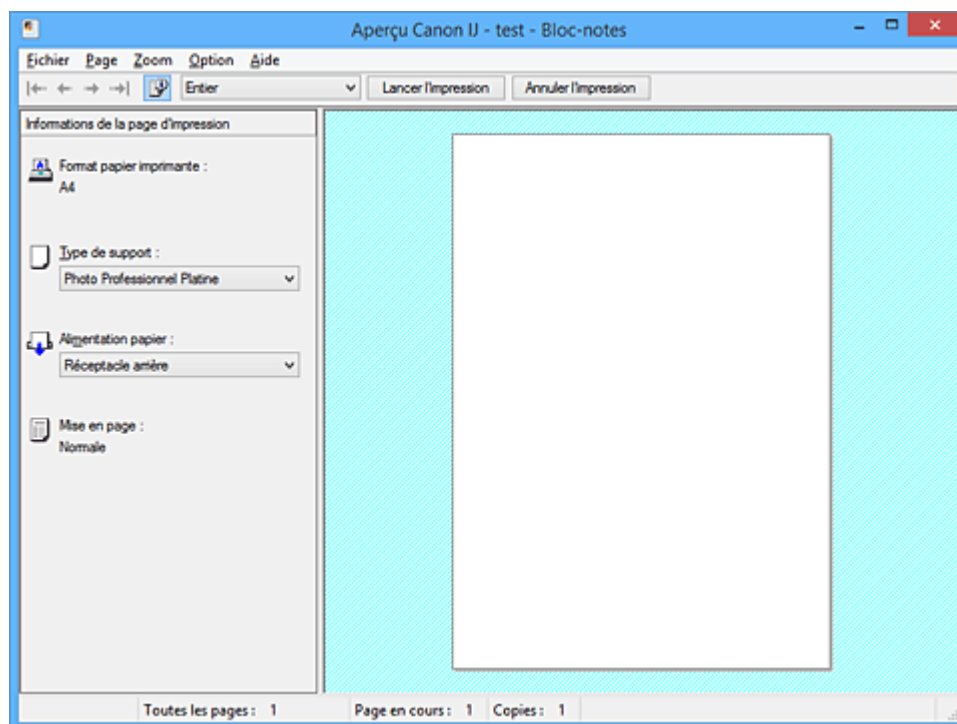 Aperçu Canon IJ - test - Bloc-notes
Fichier Page Zoom Option Aide
Entier Lancer l'impression Annuler l'impression
Informations de la page d'impression
Format papier imprimante :
A4
Type de support :
Photo Professionnel Platine
Alimentation papier :
Réceptacle arrière
Mise en page :
Normale
Toutes les pages : 1 Page en cours : 1 Copies : 1